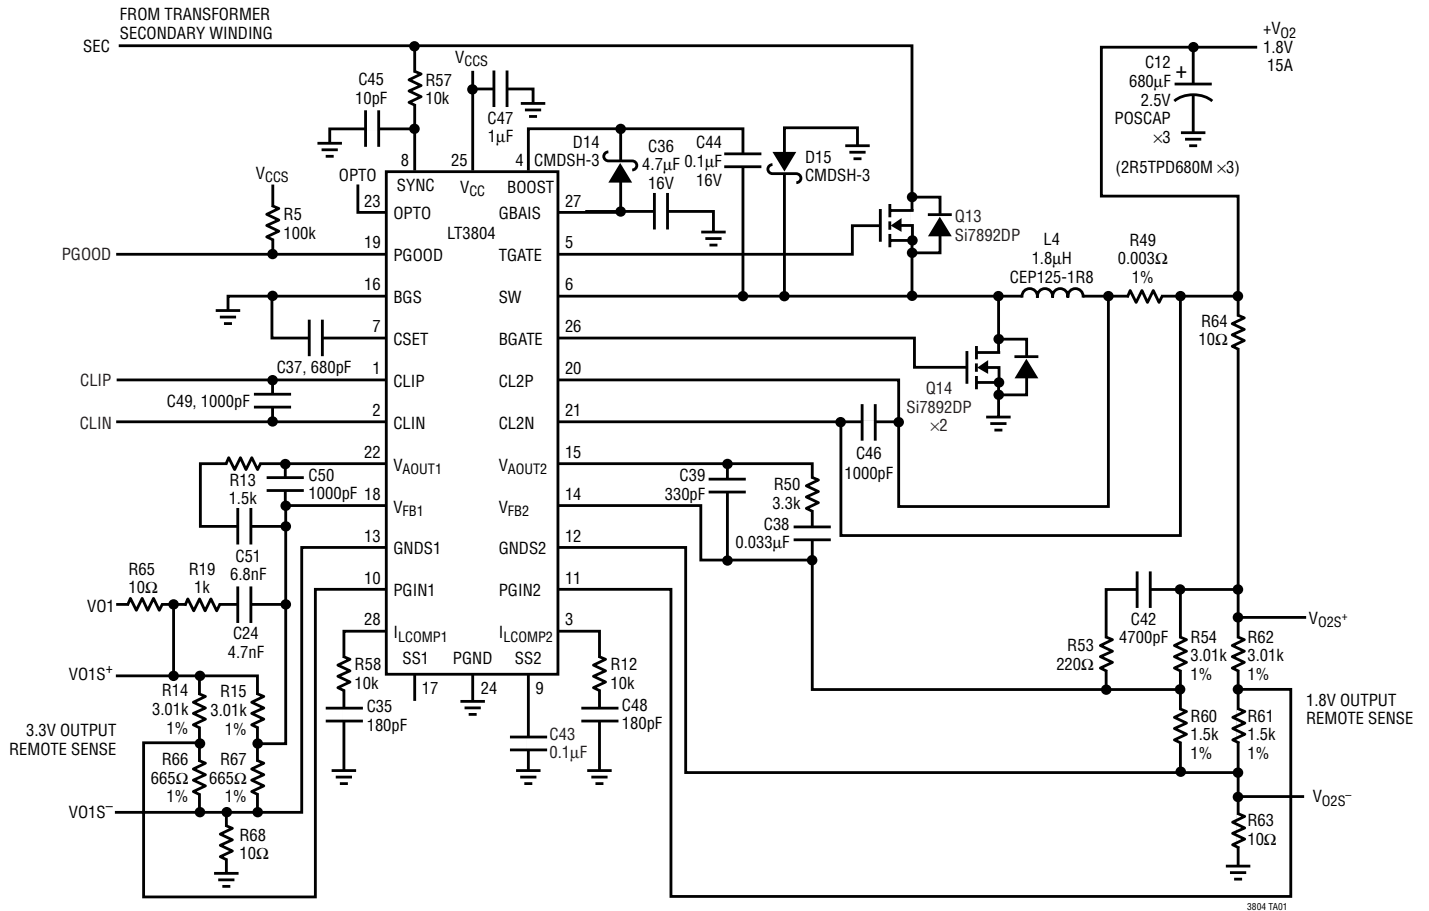 FROM TRANSFORMER
SECONDARY WINDING
SEC
C45
10pF
R57
10k
VCCS
C47
1µF
8
25
4
D14
CMDSH-3
C36
4.7µF
16V
C44
0.1µF
16V
D15
CMDSH-3
+VO2
1.8V
15A
C12
680µF
2.5V
POSCAP
×3
+
(2R5TPD680M ×3)
VCCS
R5
100k
OPTO
23
SYNC
VCC
BOOST
OPTO
GBAIS
27
LT3804
Q13
Si7892DP
PGOOD
19
PGOOD
TGATE
5
L4
1.8µH
CEP125-1R8
R49
0.003Ω
1%
16
BGS
SW
6
R64
10Ω
7
CSET
BGATE
26
C37, 680pF
CLIP
1
CLIP
CL2P
20
Q14
Si7892DP
×2
C49, 1000pF
CLIN
2
CLIN
CL2N
21
C46
1000pF
22
VAOUT1
VAOUT2
15
R13
1.5k
C50
1000pF
C39
330pF
R50
3.3k
18
VFB1
VFB2
14
C38
0.033µF
C51
6.8nF
13
GNDS1
GNDS2
12
R65
10Ω
R19
1k
10
PGIN1
PGIN2
11
VO1
C24
4.7nF
C42
4700pF
28
ILCOMP1
ILCOMP2
3
VO2S+
R53
220Ω
R54
3.01k
1%
R62
3.01k
1%
SS1
PGND
SS2
R58
10k
17
24
9
R12
10k
VO1S+
R14
3.01k
1%
R15
3.01k
1%
C35
180pF
C48
180pF
C43
0.1µF
3.3V OUTPUT
REMOTE SENSE
R60
1.5k
1%
R61
1.5k
1%
1.8V OUTPUT
REMOTE SENSE
R66
665Ω
1%
R67
665Ω
1%
VO1S−
VO2S−
R68
10Ω
R63
10Ω
3804 TA01